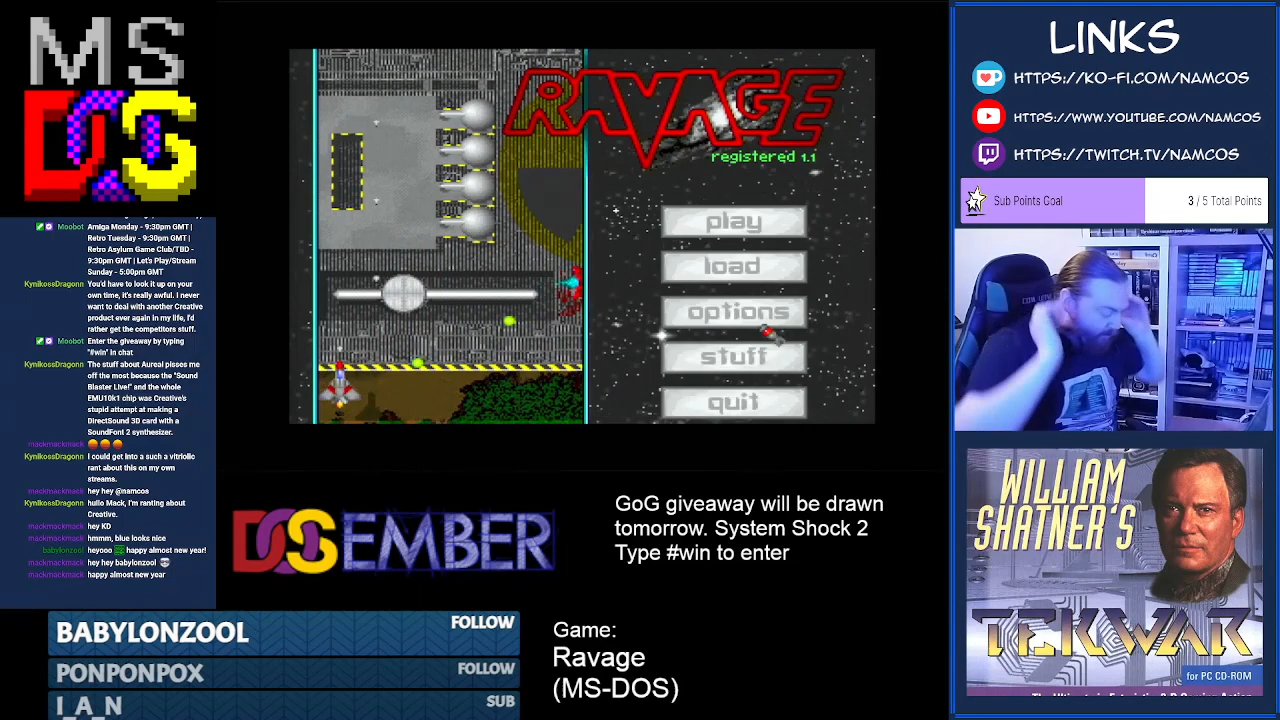 MS
DOS
Moobot Amiga Monday - 9:30pm GMT |
Retro Tuesday - 9:30pm GMT |
Retro Asylum Game Club/TBD -
9:30pm GMT | Let's Play/Stream
Sunday - 5:00pm GMT
KynikossDragonn You'd have to look it up on your
own time, it's really awful. I never
want to deal with another Creative
product ever again in my life, I'd
rather get the competitors stuff.
Moobot Enter the giveaway by typing
"#win" in chat
KynikossDragonn The stuff about Aureal pisses me
off the most because the "Sound
Blaster Live!" and the whole
EMU10k1 chip was Creative's
stupid attempt at making a
DirectSound 3D card with a
SoundFont 2 synthesizer.
mackmackmack
KynikossDragonn I could get into a such a vitriolic
rant about this on my own
streams.
mackmackmack hey hey @namcos
KynikossDragonn hullo Mack, I'm ranting about
Creative.
mackmackmack hey KD
mackmackmack hmmm, blue looks nice
babylonzool heyooo happy almost new year!
mackmackmack hey hey babylonzool
mackmackmack happy almost new year
RAVAGE
registered 1.1
play
load
options
stuff
quit
DOSEMBER
GoG giveaway will be drawn
tomorrow. System Shock 2
Type #win to enter
BABYLONZOOL FOLLOW
PONPONPOX FOLLOW
I_A_N SUB
Game:
Ravage
(MS-DOS)
LINKS
HTTPS://KO-FI.COM/NAMCOS
HTTPS://WWW.YOUTUBE.COM/NAMCOS
HTTPS://TWITCH.TV/NAMCOS
Sub Points Goal 3 / 5 Total Points
WILLIAM
SHATNER'S
TEKWAR
for PC CD-ROM